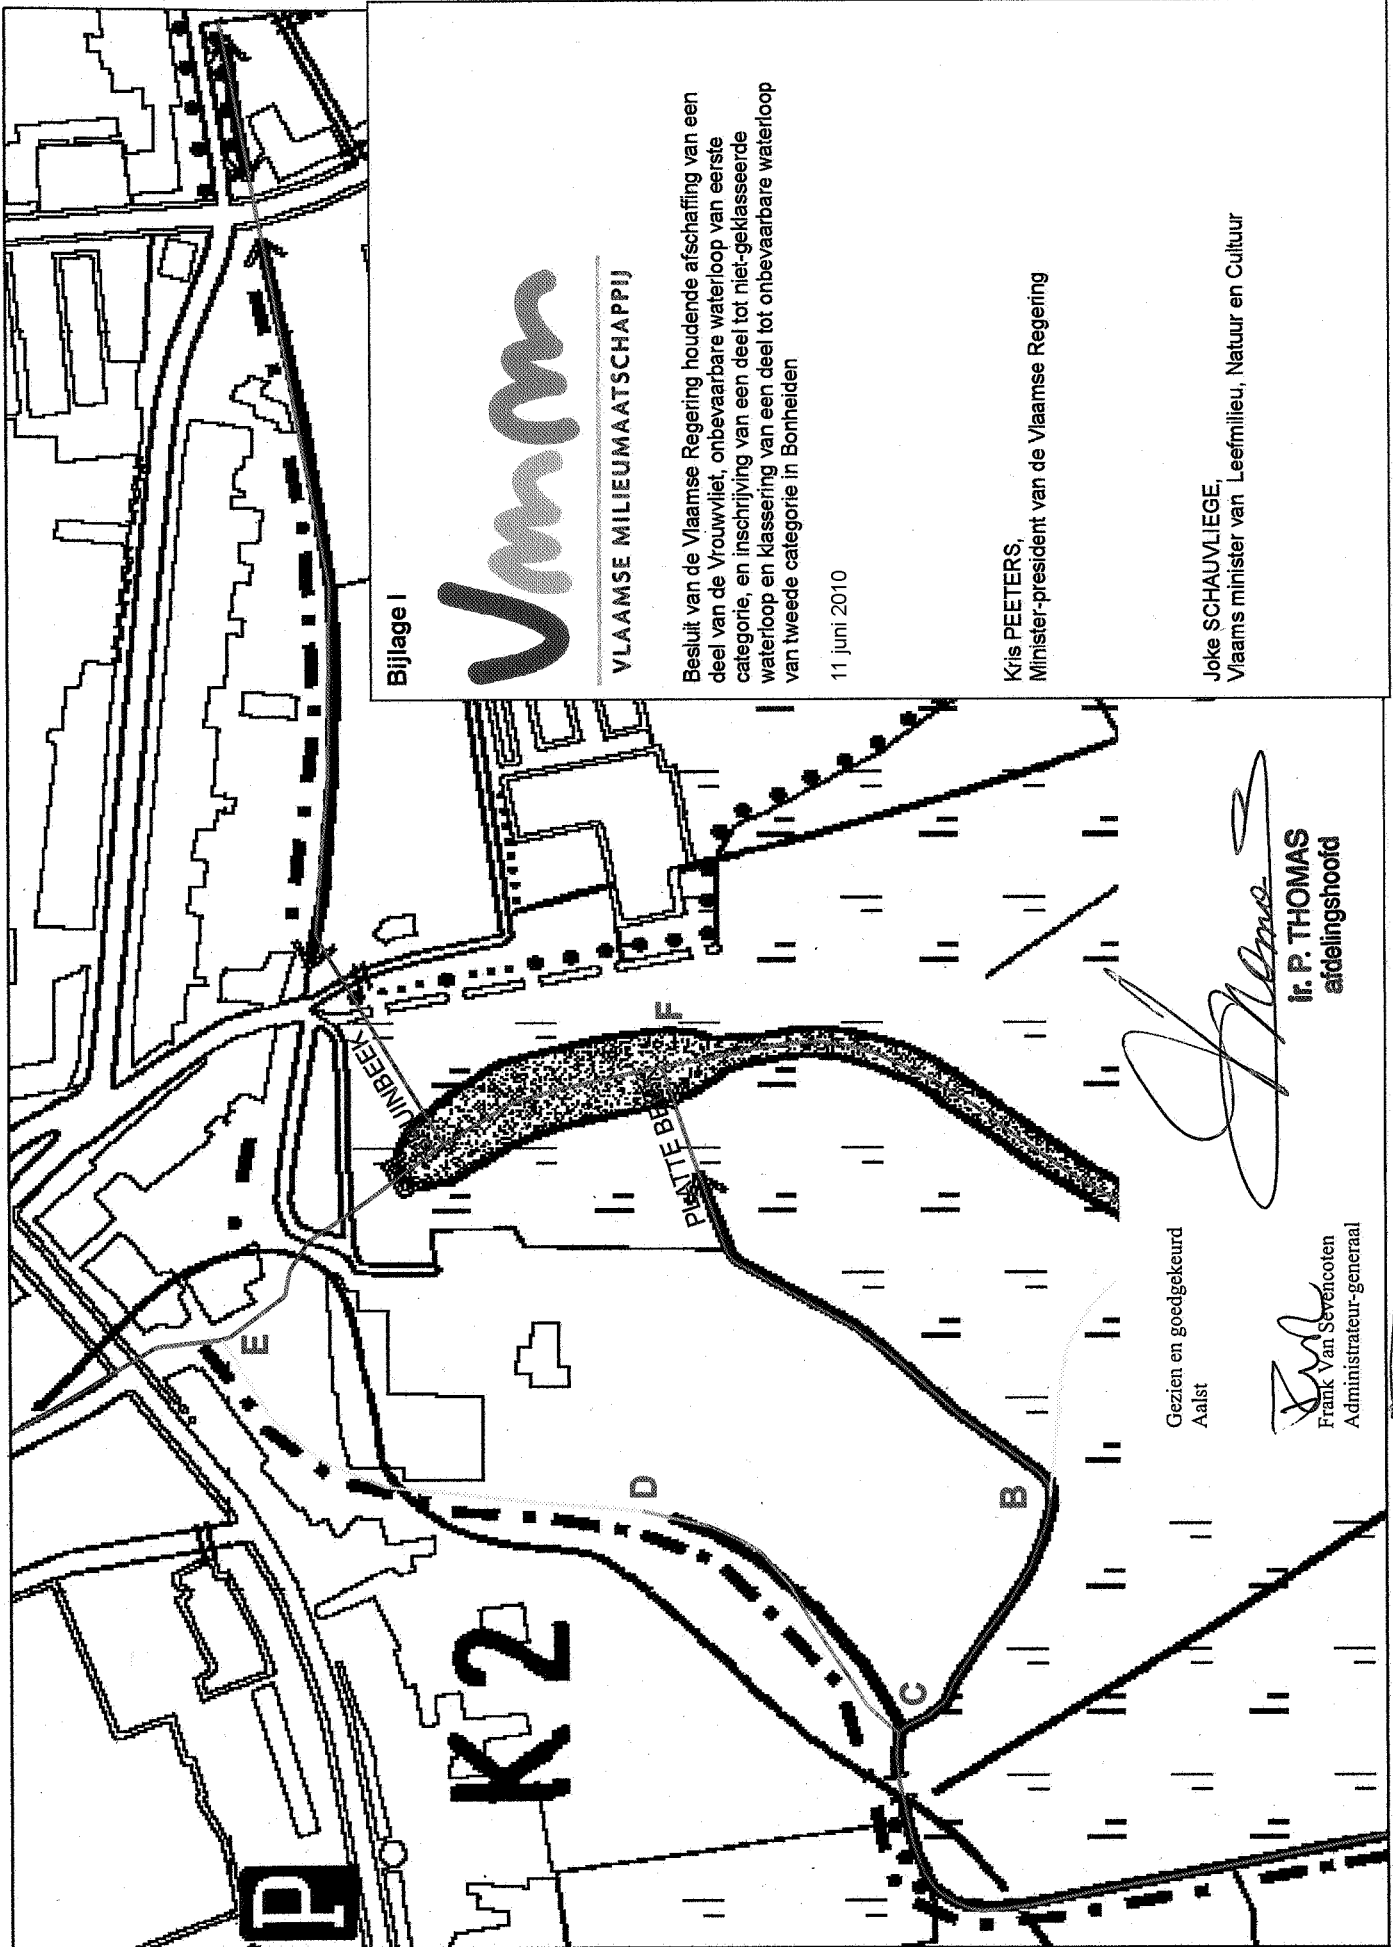 Bijlage I
Vmm
VLAAMSE MILIEUMAATSCHAPPIJ
Besluit van de Vlaamse Regering houdende afschaffing van een
deel van de Vrouwvliet, onbevaarbare waterloop van eerste
categorie, en inschrijving van een deel tot niet-geklasseerde
waterloop en klassering van een deel tot onbevaarbare waterloop
van tweede categorie in Bonheiden
11 juni 2010
Kris PEETERS,
Minister-president van de Vlaamse Regering
Joke SCHAUVLIEGE,
Vlaams minister van Leefmilieu, Natuur en Cultuur
P
K 2
E
D
C
B
F
PLATTE
Gezien en goedgekeurd
Aalst
Frank Van Sevencoten
Administrateur-generaal
ir. P. THOMAS
afdelingshoofd